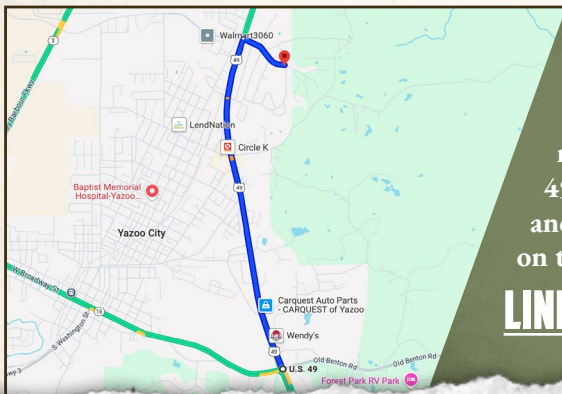 Walmart3060
3
49
LendNation
Circle K
Baptist Memorial
Hospital-Yazoo...
49
Yazoo City
W Broadway St
16
S Washington St
Carquest Auto Parts
- CARQUEST of Yazoo
Wendy's
49
Old Benton Rd
Old Benton Rd
U.S. 49
Forest Park RV Park
and
on t
LIN